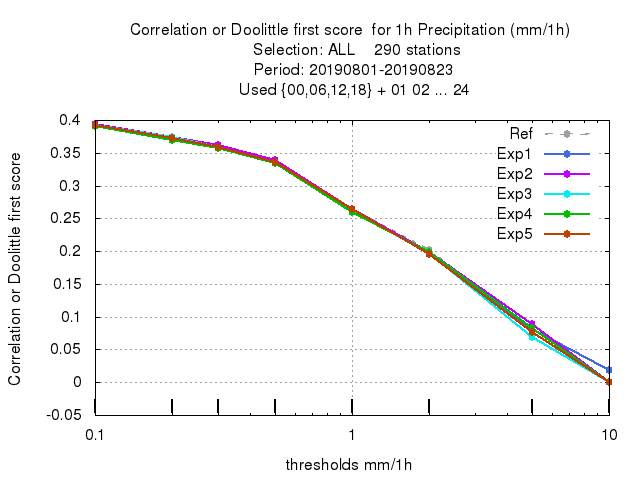 Correlation or Doolittle first score  for 1h Precipitation (mm/1h)
Selection: ALL    290 stations
Period: 20190801-20190823
Used {00,06,12,18} + 01 02 ... 24
Correlation or Doolittle first score
0.4
0.35
0.3
0.25
0.2
0.15
0.1
0.05
0
-0.05
Ref
Exp1
Exp2
Exp3
Exp4
Exp5
0.1 1 10
thresholds mm/1h